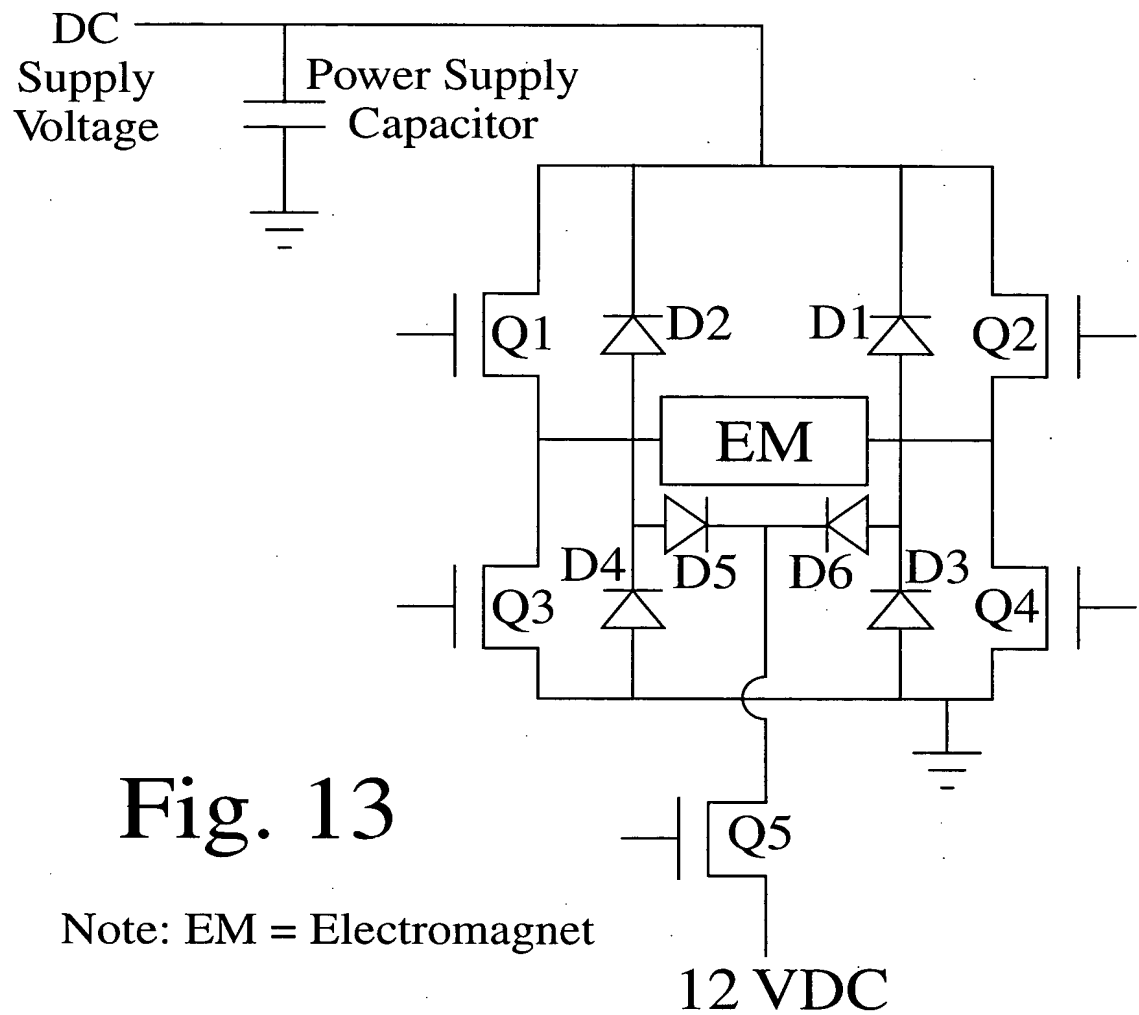 DC
Supply
Voltage
Power Supply
Capacitor
Q1
D2
D1
Q2
EM
D4
D5
D6
D3
Q3
Q4
Q5
Fig. 13
Note: EM = Electromagnet
12 VDC